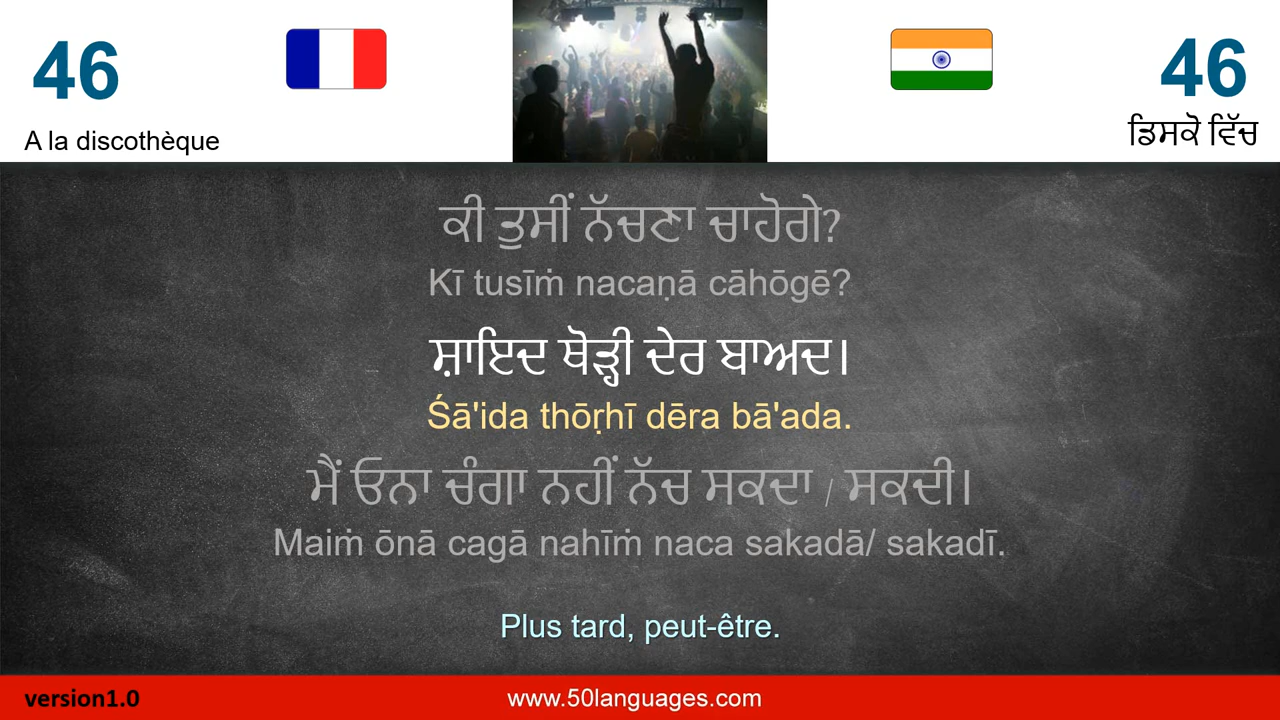 46
A la discothèque
46
ਡਿਸਕੋ ਵਿੱਚ
ਕੀ ਤੁਸੀਂ ਨੱਚਣਾ ਚਾਹੋਗੇ?
Kī tusīṁ nacaṇā cāhōgē?
ਸ਼ਾਇਦ ਥੋੜ੍ਹੀ ਦੇਰ ਬਾਅਦ।
Śā'ida thōṛhī dēra bā'ada.
ਮੈਂ ਓਨਾ ਚੰਗਾ ਨਹੀਂ ਨੱਚ ਸਕਦਾ / ਸਕਦੀ।
Maiṁ ōnā cagā nahīṁ naca sakadā/ sakadī.
Plus tard, peut-être.
version1.0
www.50languages.com